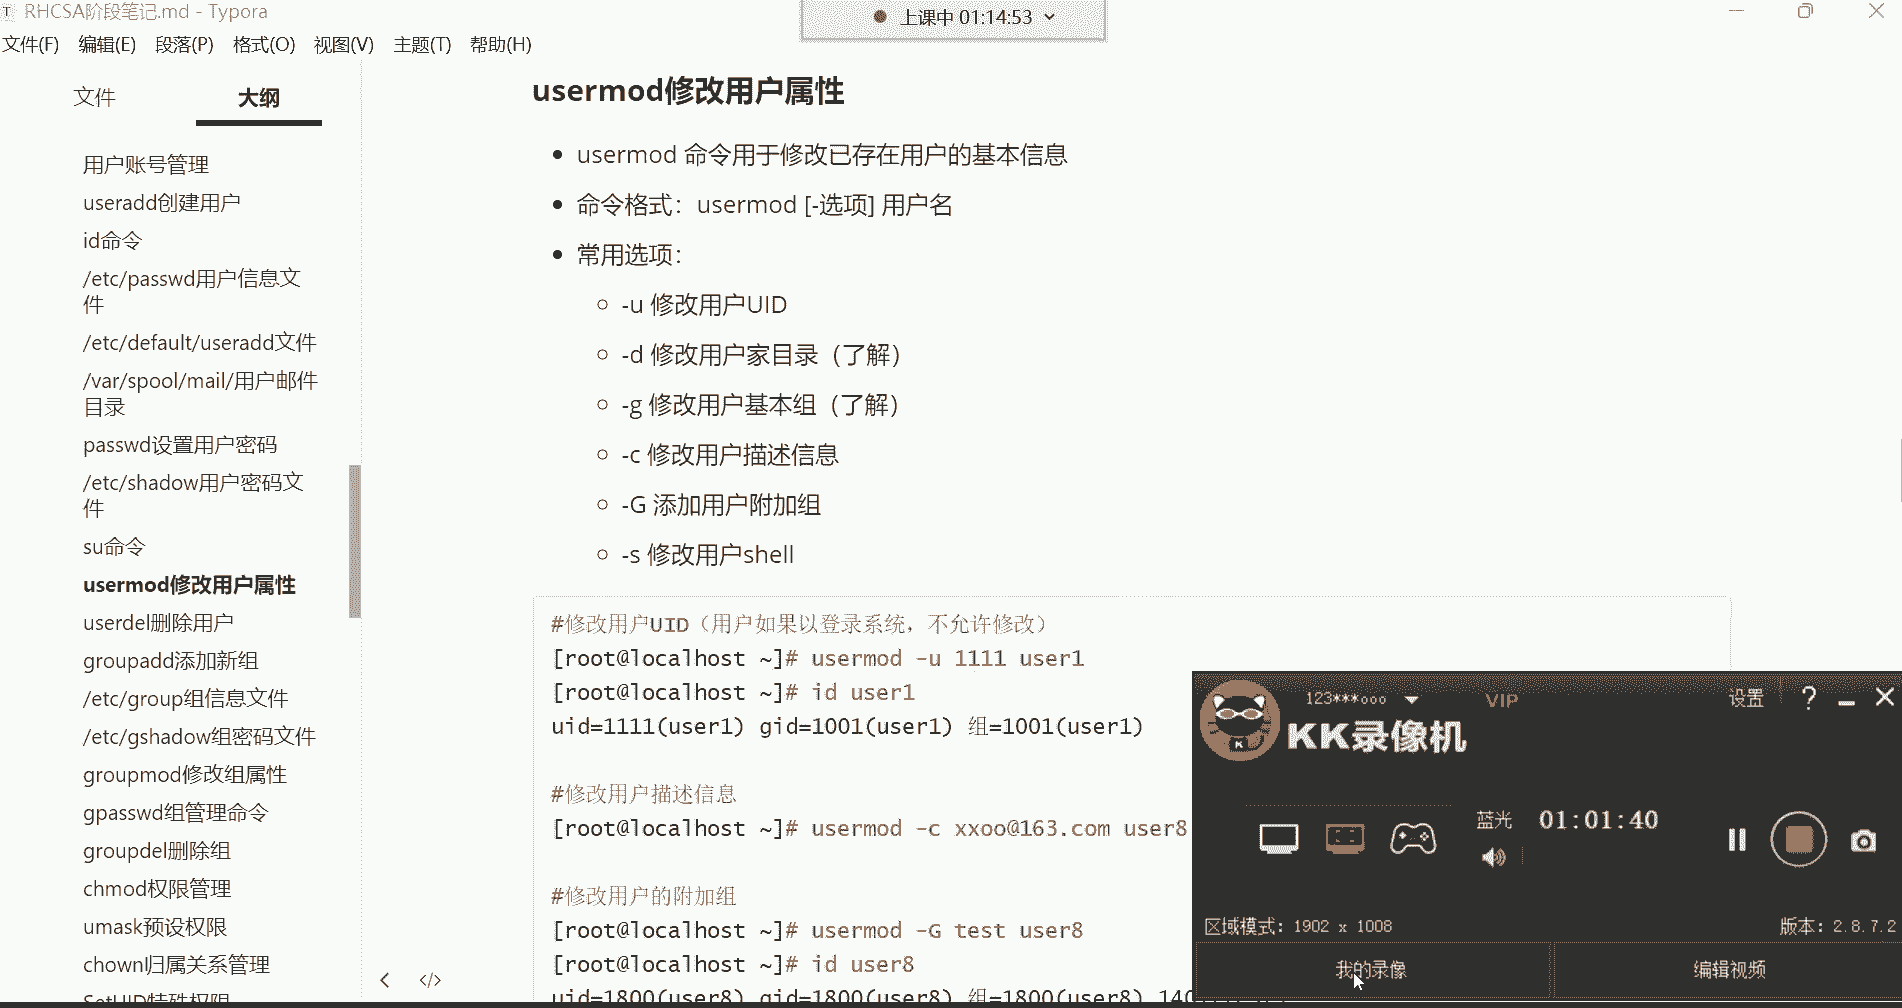 RHCSA阶段笔记.md - Typora
上课中 01:14:53
文件(F) 编辑(E) 段落(P) 格式(O) 视图(V) 主题(T) 帮助(H)
文件 大纲
用户账号管理
useradd创建用户
id命令
/etc/passwd用户信息文
件
/etc/default/useradd文件
/var/spool/mail/用户邮件
目录
passwd设置用户密码
/etc/shadow用户密码文
件
su命令
usermod修改用户属性
userdel删除用户
groupadd添加新组
/etc/group组信息文件
/etc/gshadow组密码文件
groupmod修改组属性
gpasswd组管理命令
groupdel删除组
chmod权限管理
umask预设权限
chown归属关系管理
SetUID特殊权限
usermod修改用户属性
usermod 命令用于修改已存在用户的基本信息
命令格式：usermod [-选项] 用户名
常用选项：
-u 修改用户UID
-d 修改用户家目录（了解）
-g 修改用户基本组（了解）
-c 修改用户描述信息
-G 添加用户附加组
-s 修改用户shell
#修改用户UID（用户如果以登录系统，不允许修改）
[root@localhost ~]# usermod -u 1111 user1
[root@localhost ~]# id user1
uid=1111(user1) gid=1001(user1) 组=1001(user1)
#修改用户描述信息
[root@localhost ~]# usermod -c xxoo@163.com user8
#修改用户的附加组
[root@localhost ~]# usermod -G test user8
[root@localhost ~]# id user8
uid=1800(user8) gid=1800(user8) 组=1800(user8)
123***ooo VIP 设置
KK录像机
蓝光 01:01:40
区域模式：1902 x 1008 版本：2.8.7.2
我的录像 编辑视频